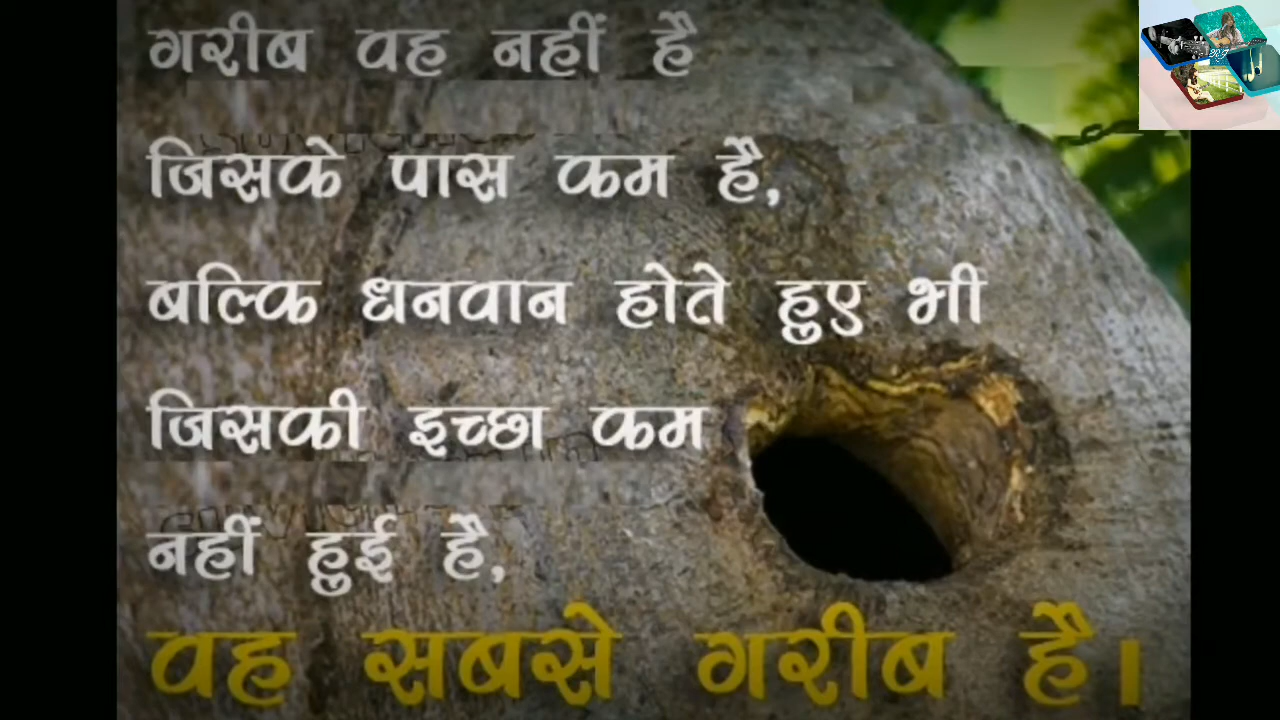 गरीब वह नहीं है
जिसके पास कम है,
बल्कि धनवान होते हुए भी
जिसकी इच्छा कम
नहीं हुई है,
वह सबसे गरीब है।